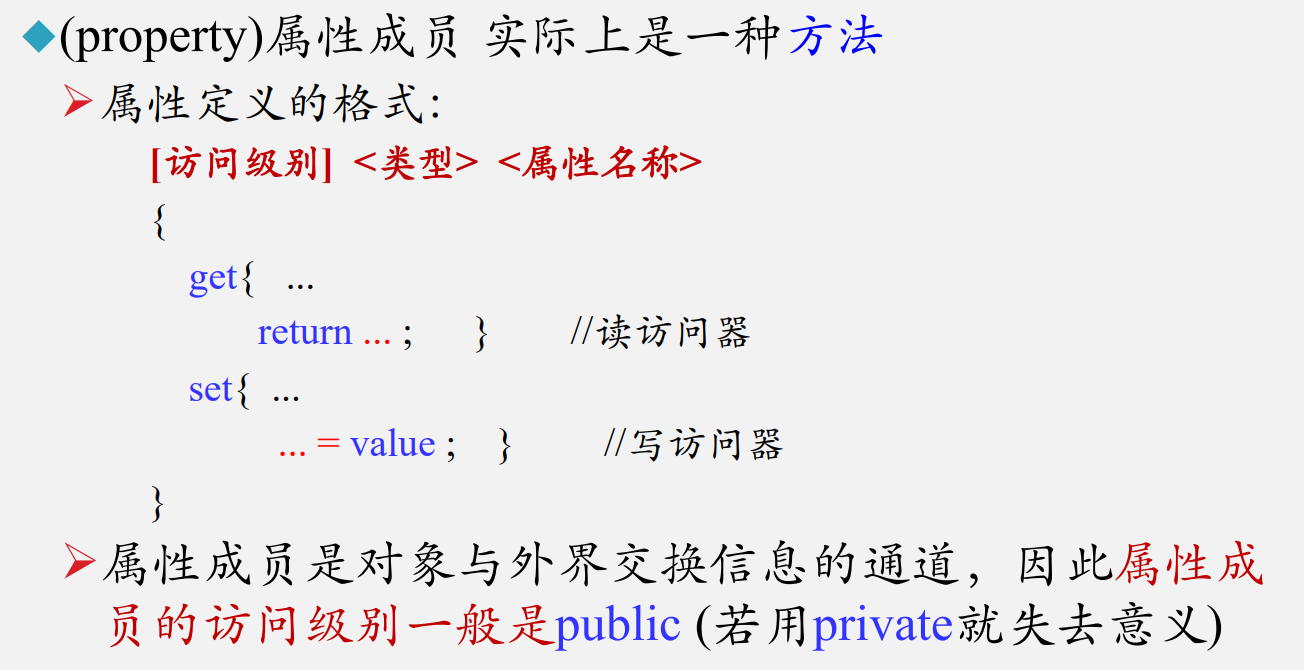 (property)属性成员 实际上是一种方法
属性定义的格式:
[访问级别] <类型> <属性名称>
{
get{ ...
return ... ; } //读访问器
set{ ...
... = value ; } //写访问器
}
属性成员是对象与外界交换信息的通道，因此属性成
员的访问级别一般是public (若用private就失去意义)